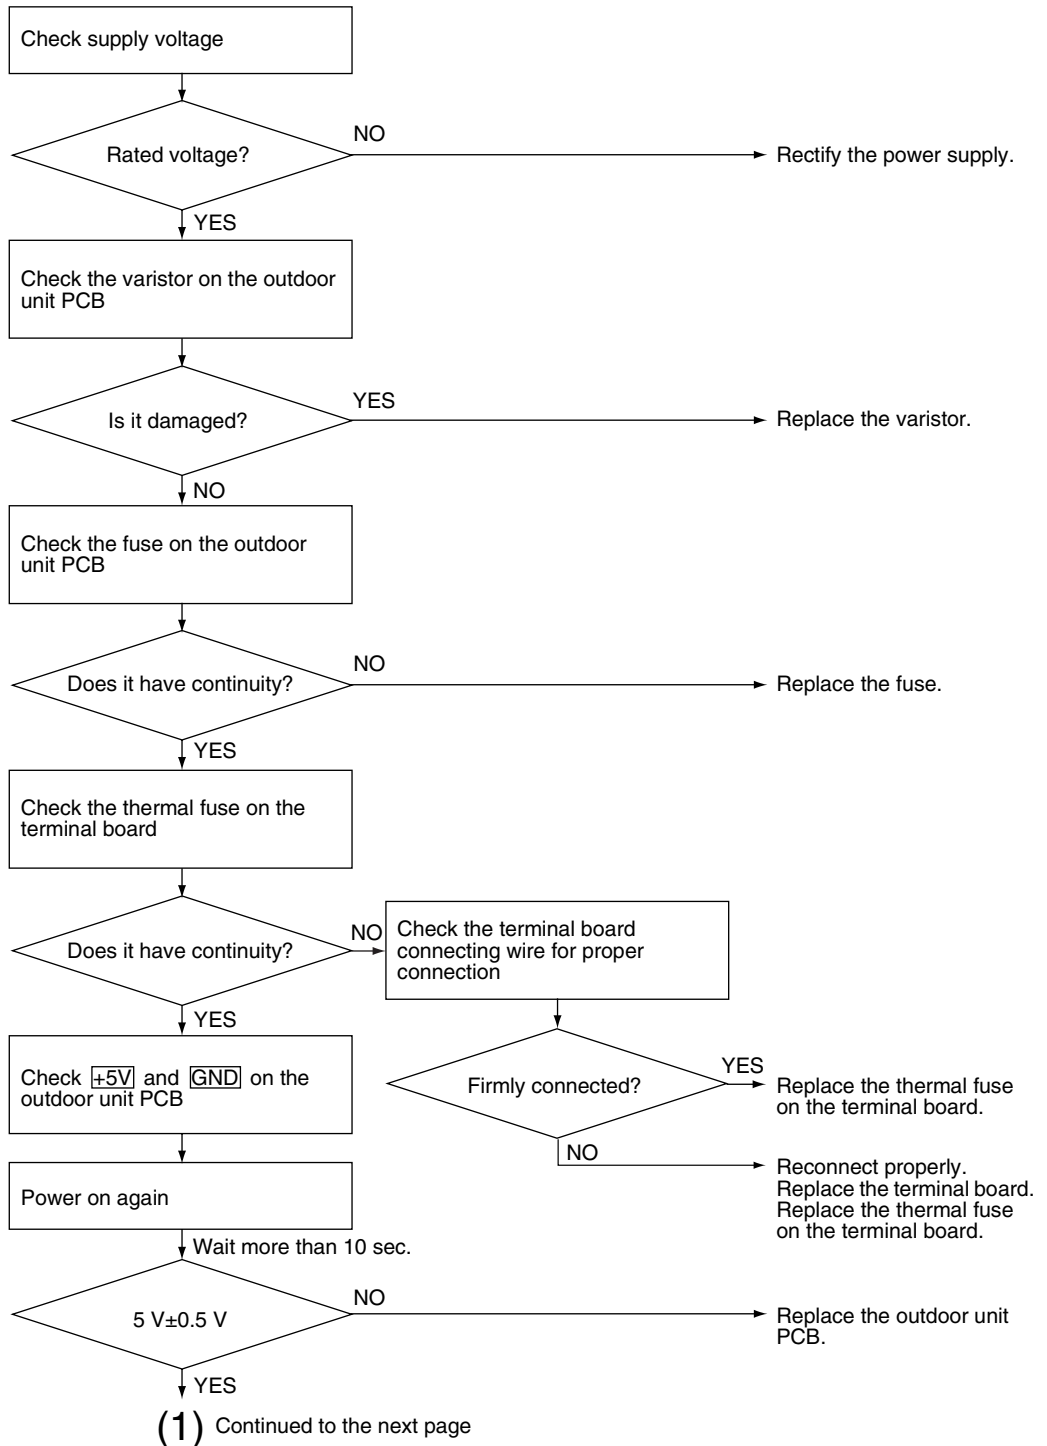 Check supply voltage
Rated voltage?
NO
Rectify the power supply.
YES
Check the varistor on the outdoor
unit PCB
Is it damaged?
YES
Replace the varistor.
NO
Check the fuse on the outdoor
unit PCB
Does it have continuity?
NO
Replace the fuse.
YES
Check the thermal fuse on the
terminal board
Does it have continuity?
NO
Check the terminal board
connecting wire for proper
connection
YES
Check +5V and GND on the
outdoor unit PCB
Firmly connected?
YES
Replace the thermal fuse
on the terminal board.
NO
Reconnect properly.
Replace the terminal board.
Replace the thermal fuse
on the terminal board.
Power on again
Wait more than 10 sec.
5 V±0.5 V
NO
Replace the outdoor unit
PCB.
YES
(1) Continued to the next page